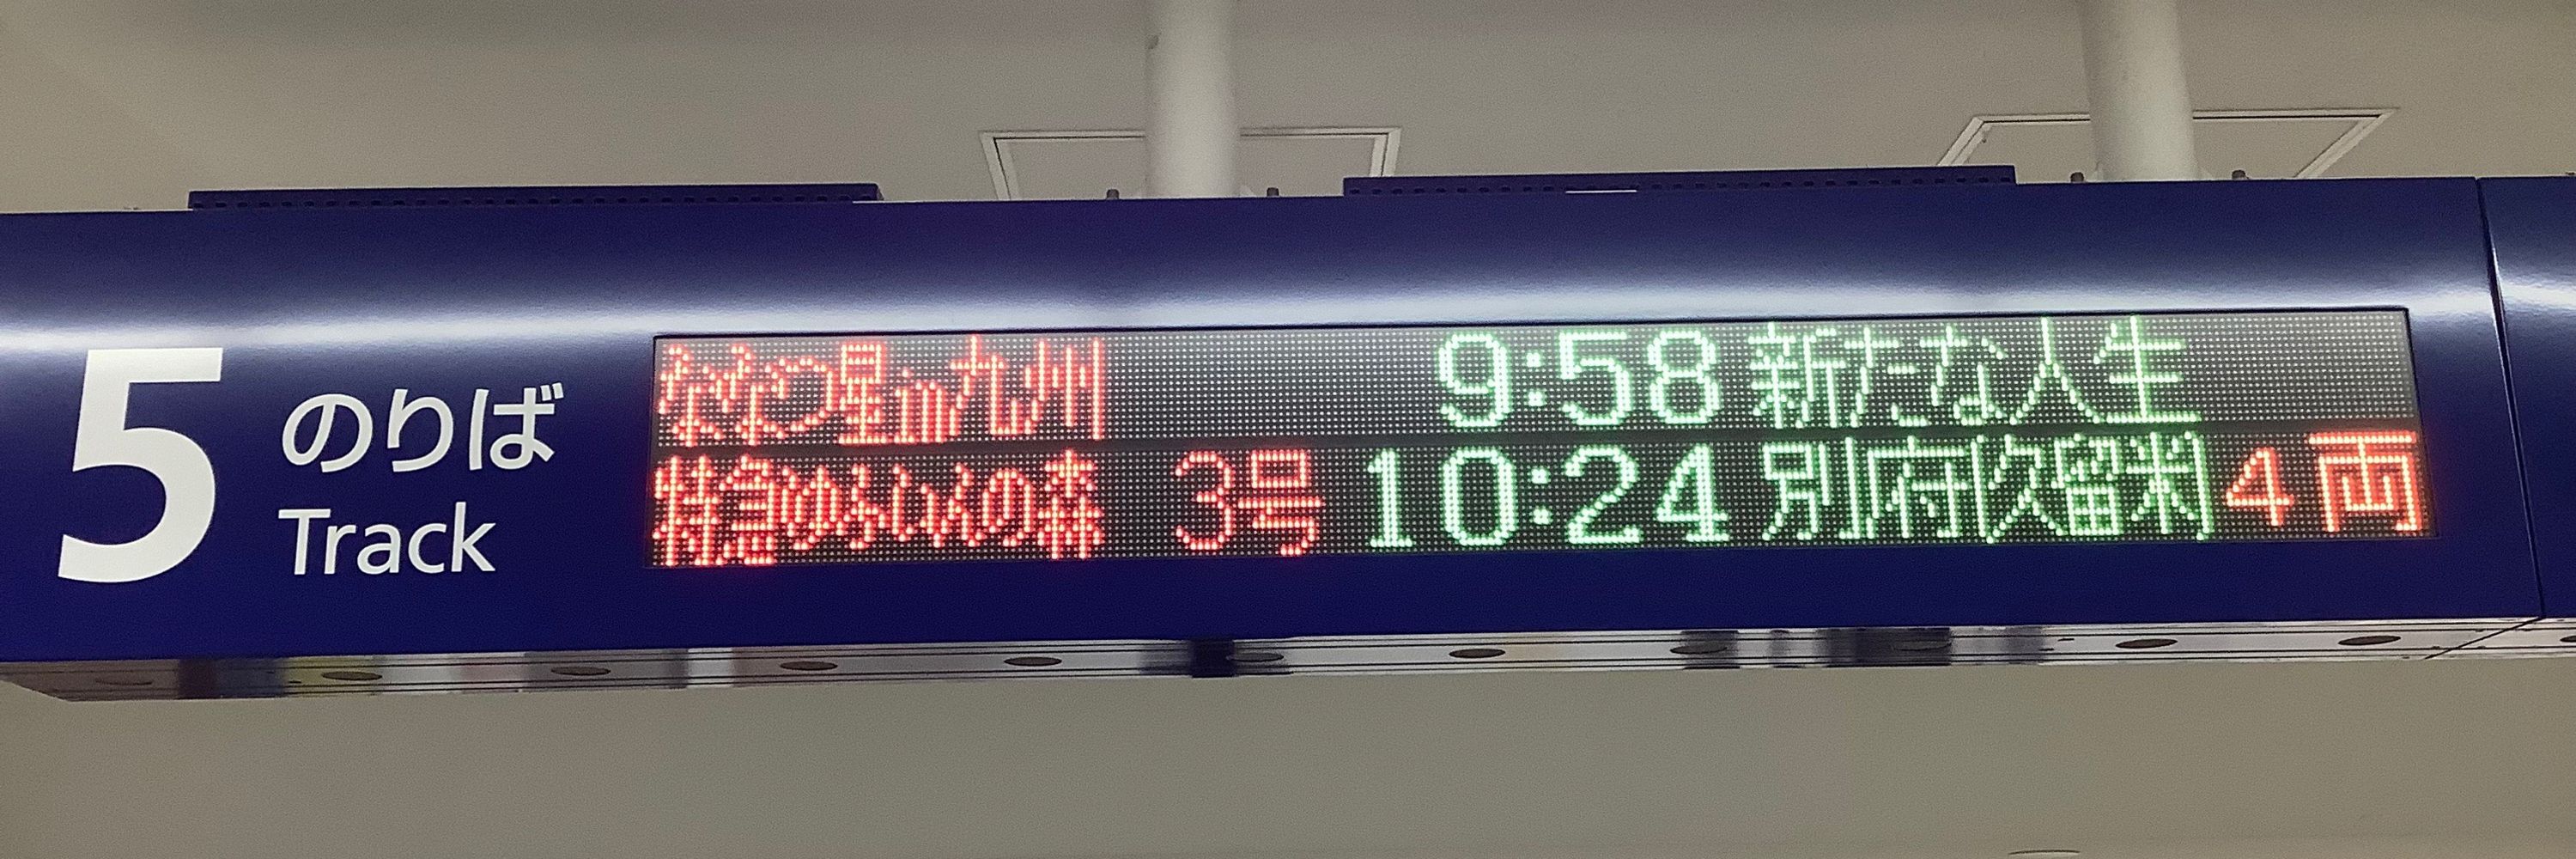 5 のりば
Track
ななつ星in九州 9:58 新たな人生
特急ゆふいんの森 3号 10:24 別府久留米 4両